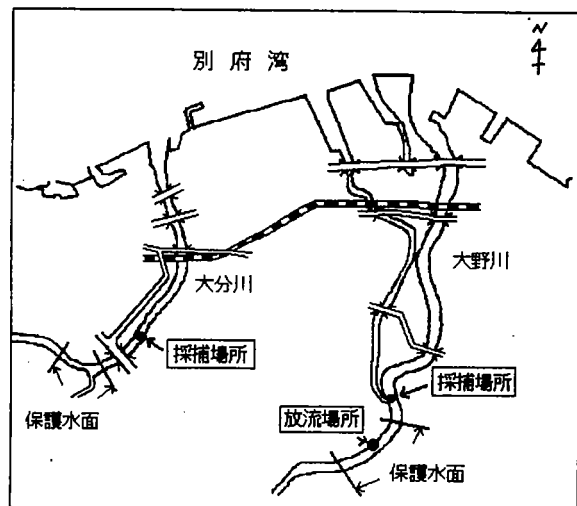 N
別府湾
大分川
大野川
採捕場所
採捕場所
保護水面
放流場所
保護水面